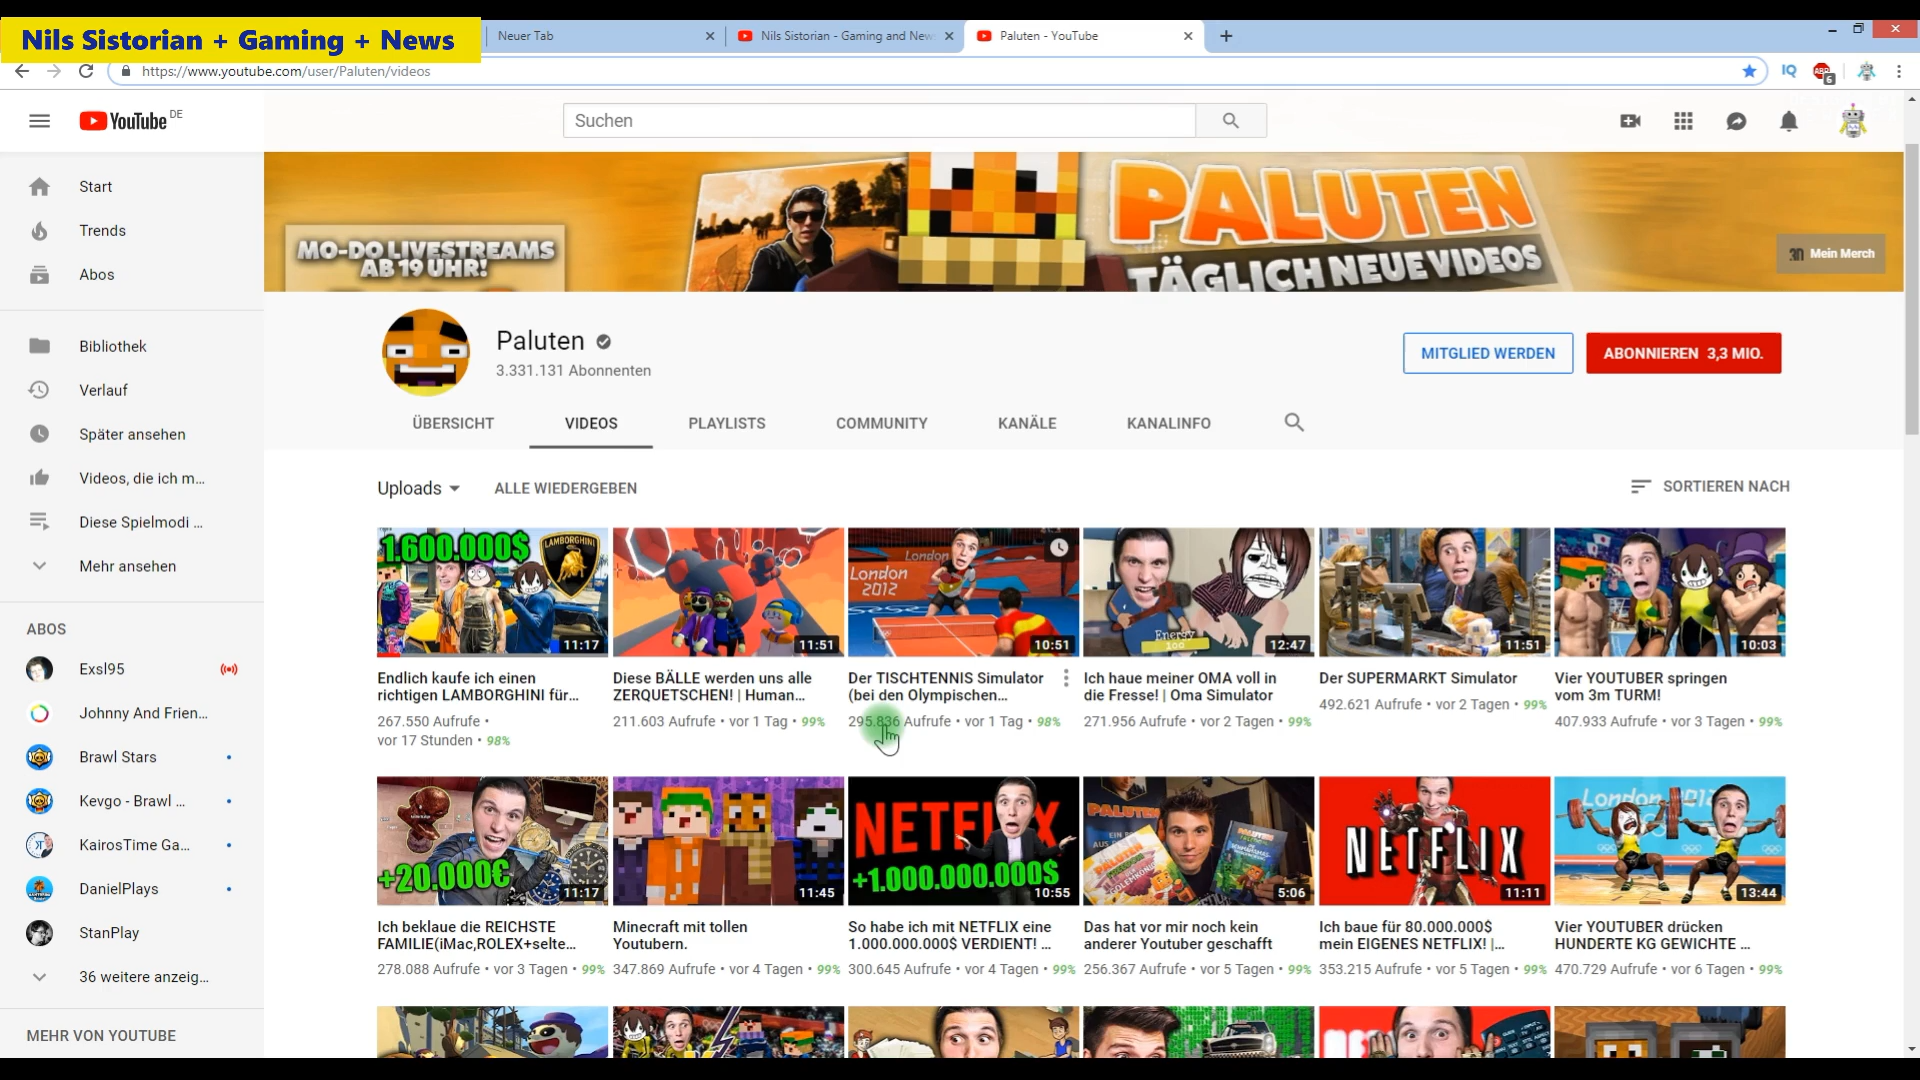 Nils Sistorian + Gaming + News
Neuer Tab
Nils Sistorian - Gaming and New
Paluten - YouTube
https://www.youtube.com/user/Paluten/videos
IQ
ABP
6
YouTube DE
Suchen
Start
Trends
Abos
Bibliothek
Verlauf
Später ansehen
Videos, die ich m...
Diese Spielmodi ...
Mehr ansehen
ABOS
Exsl95
Johnny And Frien...
Brawl Stars
Kevgo - Brawl ...
KairosTime Ga...
DanielPlays
StanPlay
36 weitere anzeig...
MEHR VON YOUTUBE
MO-DO LIVESTREAMS
AB 19 UHR!
PALUTEN
TÄGLICH NEUE VIDEOS
Mein Merch
Paluten
3.331.131 Abonnenten
MITGLIED WERDEN
ABONNIEREN 3,3 MIO.
ÜBERSICHT
VIDEOS
PLAYLISTS
COMMUNITY
KANÄLE
KANALINFO
Uploads
ALLE WIEDERGEBEN
SORTIEREN NACH
1.600.000$
LAMBORGHINI
11:17
Endlich kaufe ich einen
richtigen LAMBORGHINI für...
267.550 Aufrufe •
vor 17 Stunden • 98%
11:51
Diese BÄLLE werden uns alle
ZERQUETSCHEN! | Human...
211.603 Aufrufe • vor 1 Tag • 99%
London
London
2012
10:51
Der TISCHTENNIS Simulator
(bei den Olympischen...
295.836 Aufrufe • vor 1 Tag • 98%
Energy
100
12:47
Ich haue meiner OMA voll in
die Fresse! | Oma Simulator
271.956 Aufrufe • vor 2 Tagen • 99%
11:51
Der SUPERMARKT Simulator
492.621 Aufrufe • vor 2 Tagen • 99%
10:03
Vier YOUTUBER springen
vom 3m TURM!
407.933 Aufrufe • vor 3 Tagen • 99%
+20.000€
11:17
Ich beklaue die REICHSTE
FAMILIE(iMac,ROLEX+selte...
278.088 Aufrufe • vor 3 Tagen • 99%
11:45
Minecraft mit tollen
Youtubern.
347.869 Aufrufe • vor 4 Tagen • 99%
NETFLIX
+1.000.000.000$
10:55
So habe ich mit NETFLIX eine
1.000.000.000$ VERDIENT! ...
300.645 Aufrufe • vor 4 Tagen • 99%
PALUTEN
5:06
Das hat vor mir noch kein
anderer Youtuber geschafft
256.367 Aufrufe • vor 5 Tagen • 99%
NETFLIX
11:11
Ich baue für 80.000.000$
mein EIGENES NETFLIX! |...
353.215 Aufrufe • vor 5 Tagen • 99%
London
13:44
Vier YOUTUBER drücken
HUNDERTE KG GEWICHTE ...
470.729 Aufrufe • vor 6 Tagen • 99%